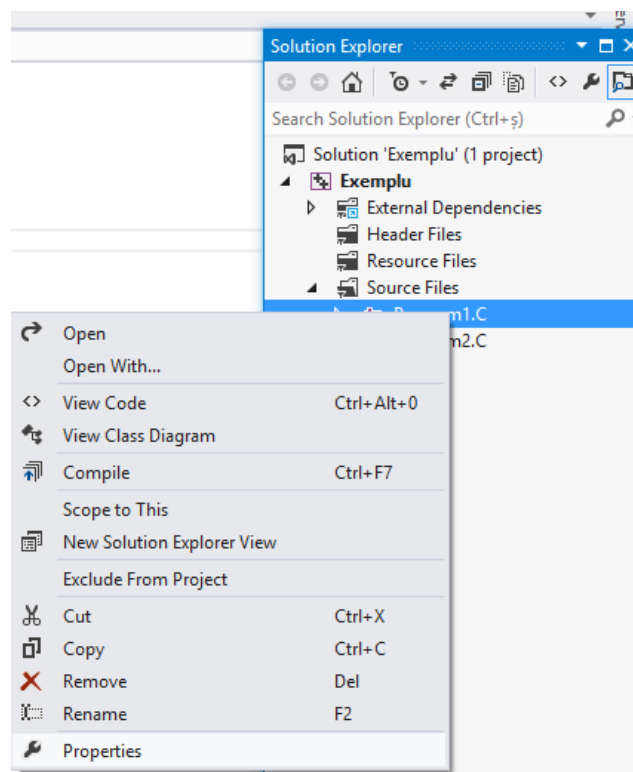 Solution Explorer
Search Solution Explorer (Ctrl+ș)
Solution 'Exemplu' (1 project)
Exemplu
External Dependencies
Header Files
Resource Files
Source Files
m1.C
m2.C
Open
Open With...
View Code Ctrl+Alt+0
View Class Diagram
Compile Ctrl+F7
Scope to This
New Solution Explorer View
Exclude From Project
Cut Ctrl+X
Copy Ctrl+C
Remove Del
Rename F2
Properties